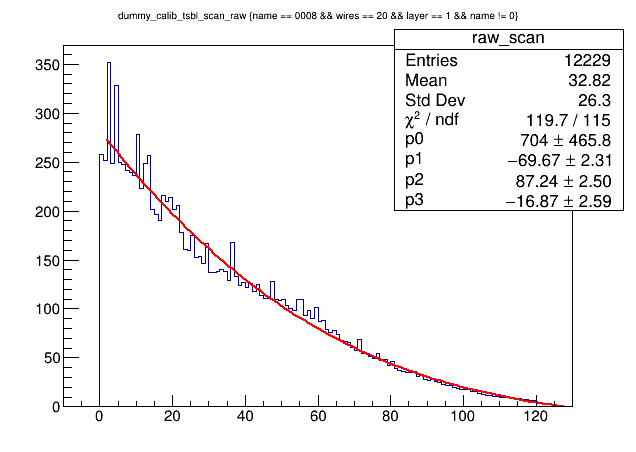 dummy_calib_tsbl_scan_raw {name == 0008 && wires == 20 && layer == 1 && name != 0}
raw_scan
Entries 12229
Mean 32.82
Std Dev 26.3
χ² / ndf 119.7 / 115
p0 704 ± 465.8
p1 −69.67 ± 2.31
p2 87.24 ± 2.50
p3 −16.87 ± 2.59
350
300
250
200
150
100
50
0
0 20 40 60 80 100 120